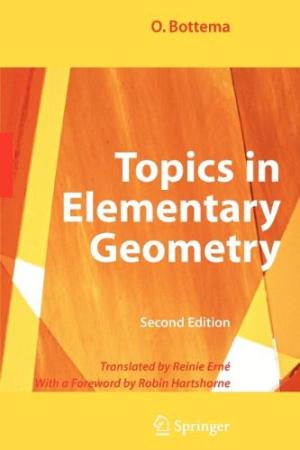 O. Bottema
Topics in
Elementary
Geometry
Second Edition
Translated by Reinie Erné
With a Foreword by Robin Hartshorne
Springer